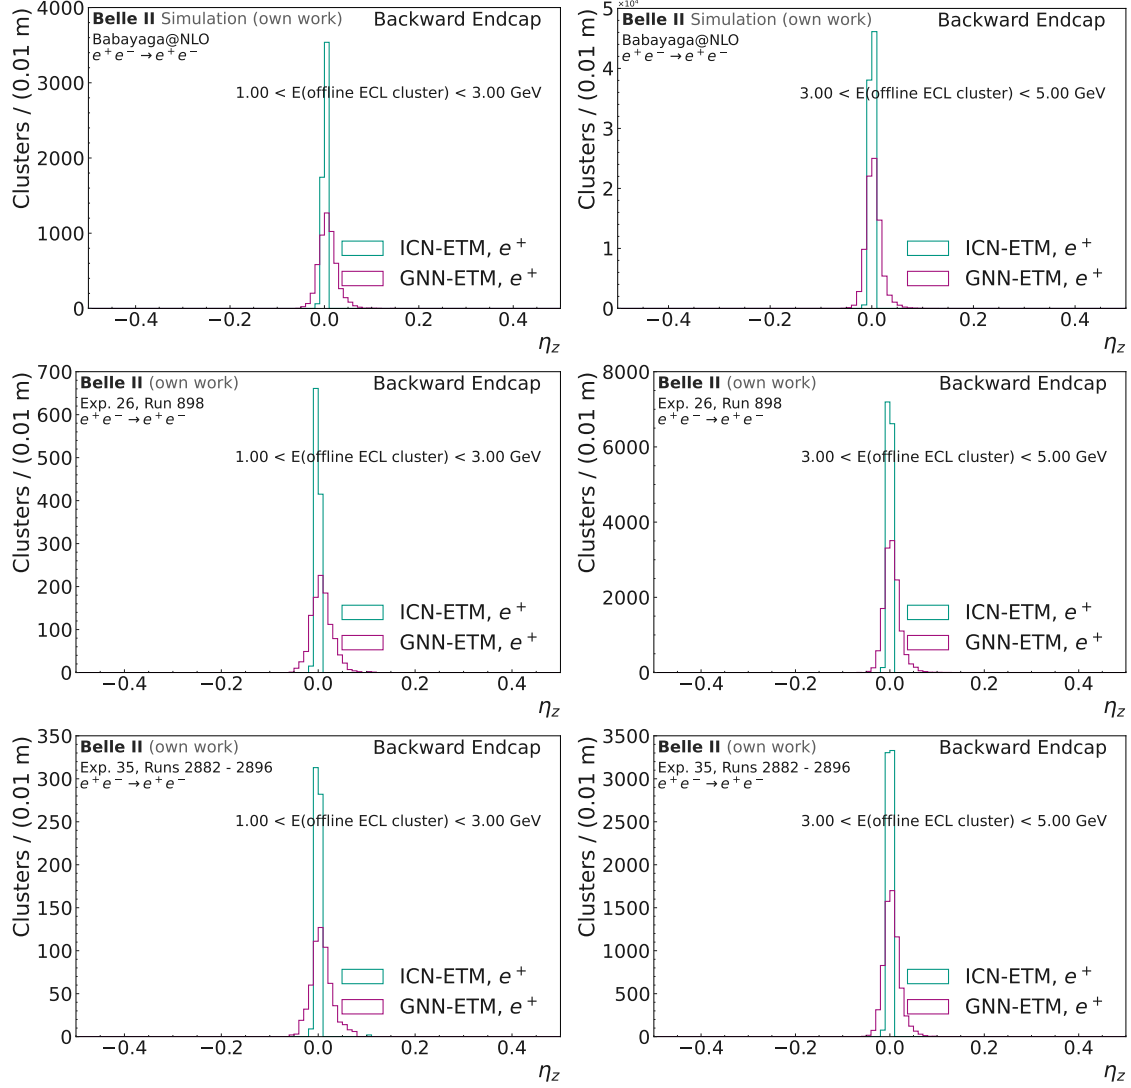 Belle II Simulation (own work)
Backward Endcap
Babayaga@NLO
e⁺e⁻ → e⁺e⁻
1.00 < E(offline ECL cluster) < 3.00 GeV
Clusters / (0.01 m)
4000
3000
2000
1000
0
ICN-ETM, e⁺
GNN-ETM, e⁺
−0.4 −0.2 0.0 0.2 0.4
η_z
×10⁴
Belle II Simulation (own work)
Backward Endcap
Babayaga@NLO
e⁺e⁻ → e⁺e⁻
3.00 < E(offline ECL cluster) < 5.00 GeV
Clusters / (0.01 m)
5
4
3
2
1
0
ICN-ETM, e⁺
GNN-ETM, e⁺
−0.4 −0.2 0.0 0.2 0.4
η_z
Belle II (own work)
Backward Endcap
Exp. 26, Run 898
e⁺e⁻ → e⁺e⁻
1.00 < E(offline ECL cluster) < 3.00 GeV
Clusters / (0.01 m)
700
600
500
400
300
200
100
0
ICN-ETM, e⁺
GNN-ETM, e⁺
−0.4 −0.2 0.0 0.2 0.4
η_z
Belle II (own work)
Backward Endcap
Exp. 26, Run 898
e⁺e⁻ → e⁺e⁻
3.00 < E(offline ECL cluster) < 5.00 GeV
Clusters / (0.01 m)
8000
6000
4000
2000
0
ICN-ETM, e⁺
GNN-ETM, e⁺
−0.4 −0.2 0.0 0.2 0.4
η_z
Belle II (own work)
Backward Endcap
Exp. 35, Runs 2882 - 2896
e⁺e⁻ → e⁺e⁻
1.00 < E(offline ECL cluster) < 3.00 GeV
Clusters / (0.01 m)
350
300
250
200
150
100
50
0
ICN-ETM, e⁺
GNN-ETM, e⁺
−0.4 −0.2 0.0 0.2 0.4
η_z
Belle II (own work)
Backward Endcap
Exp. 35, Runs 2882 - 2896
e⁺e⁻ → e⁺e⁻
3.00 < E(offline ECL cluster) < 5.00 GeV
Clusters / (0.01 m)
3500
3000
2500
2000
1500
1000
500
0
ICN-ETM, e⁺
GNN-ETM, e⁺
−0.4 −0.2 0.0 0.2 0.4
η_z